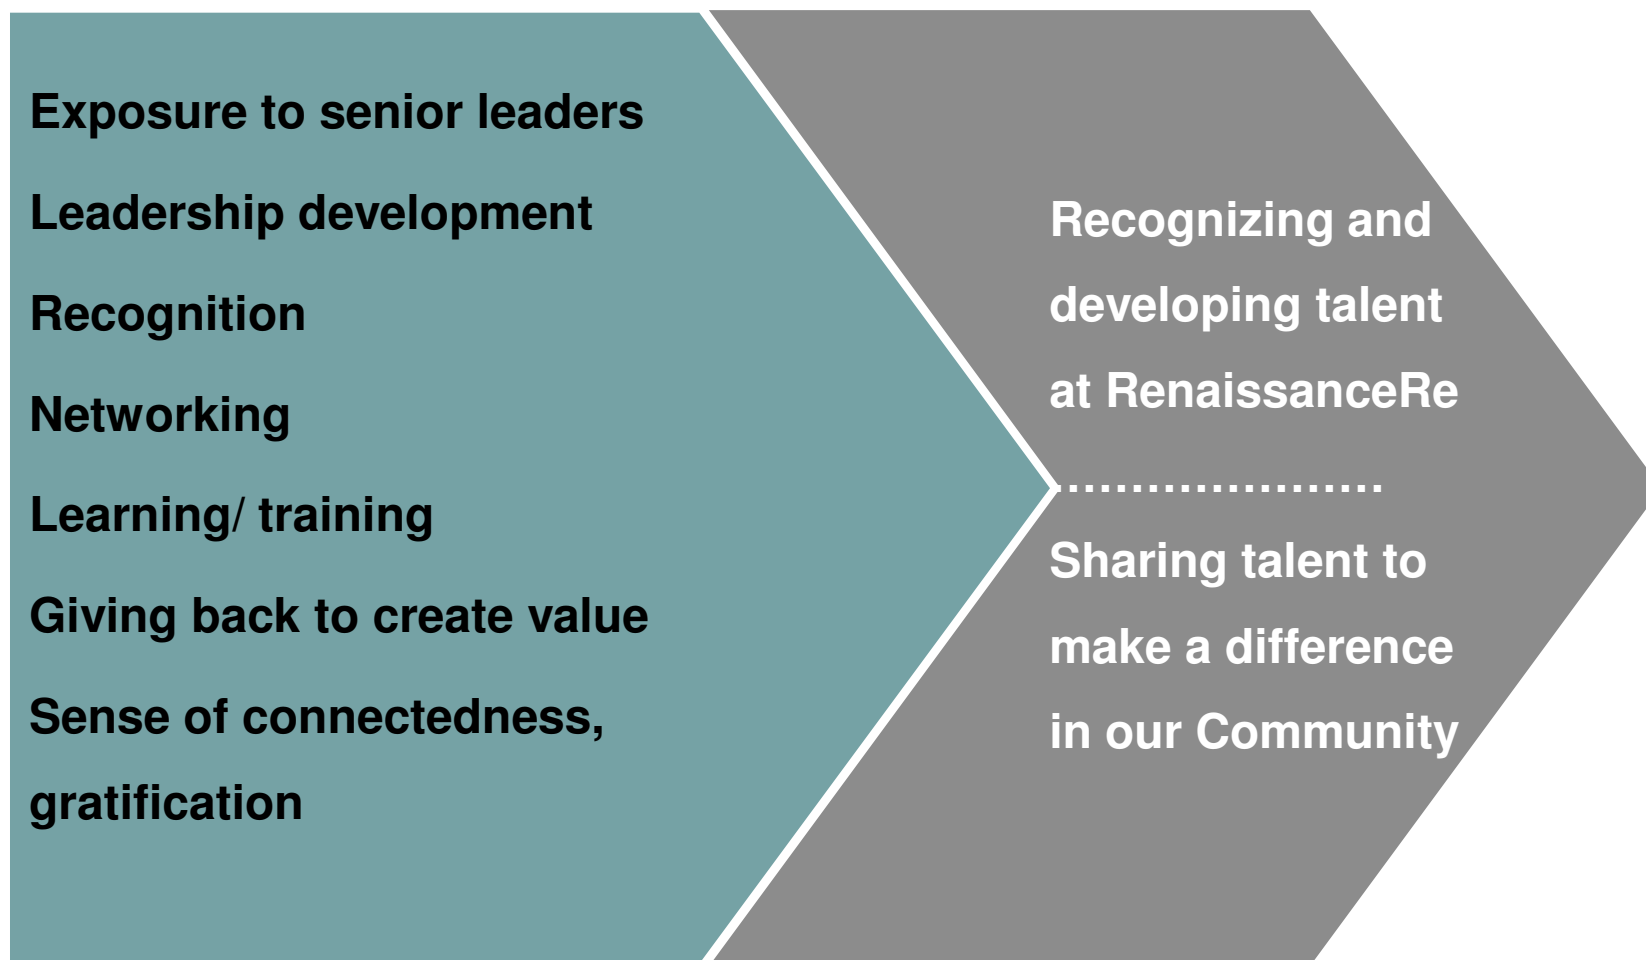 Exposure to senior leaders
Leadership development
Recognition
Networking
Learning/ training
Giving back to create value
Sense of connectedness,
gratification
Recognizing and
developing talent
at RenaissanceRe
....................
Sharing talent to
make a difference
in our Community